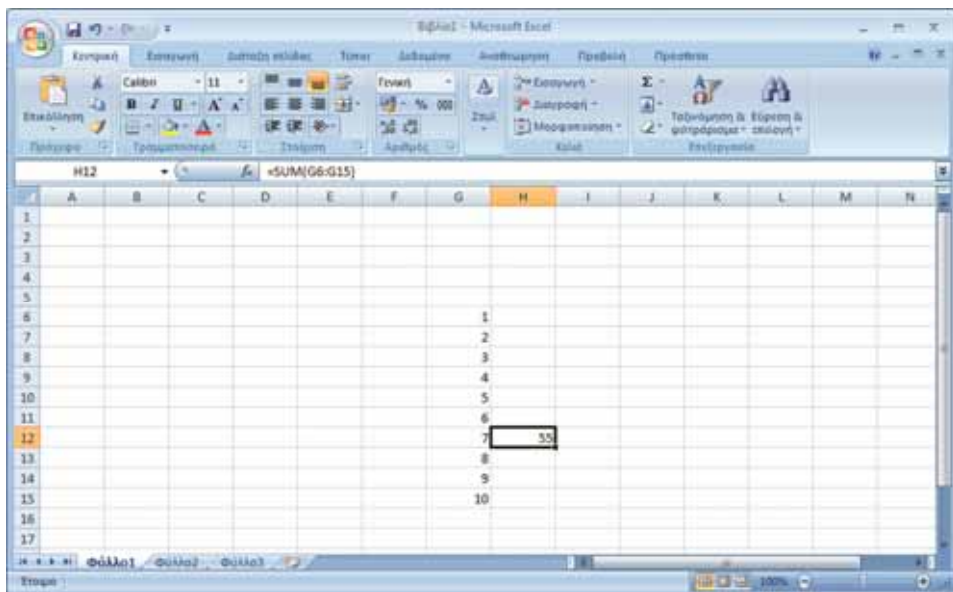 Βιβλίο1 - Microsoft Excel
Κεντρική Εισαγωγή Διάταξη σελίδας Τύποι Δεδομένα Αναθεώρηση Προβολή Πρόσθετα
Calibri 11 Γενική Εισαγωγή Σ
B I U A A % 000 Διαγραφή
Επικόλληση A Στυλ Μορφοποίηση Ταξινόμηση & Εύρεση &
φιλτράρισμα επιλογή
Πρόχειρο Γραμματοσειρά Στοίχιση Αριθμός Κελιά Επεξεργασία
H12 fx =SUM(G6:G15)
A B C D E F G H I J K L M N
1
2
3
4
5
6 1
7 2
8 3
9 4
10 5
11 6
12 7 55
13 8
14 9
15 10
16
17
Φύλλο1 Φύλλο2 Φύλλο3
Έτοιμο 100%